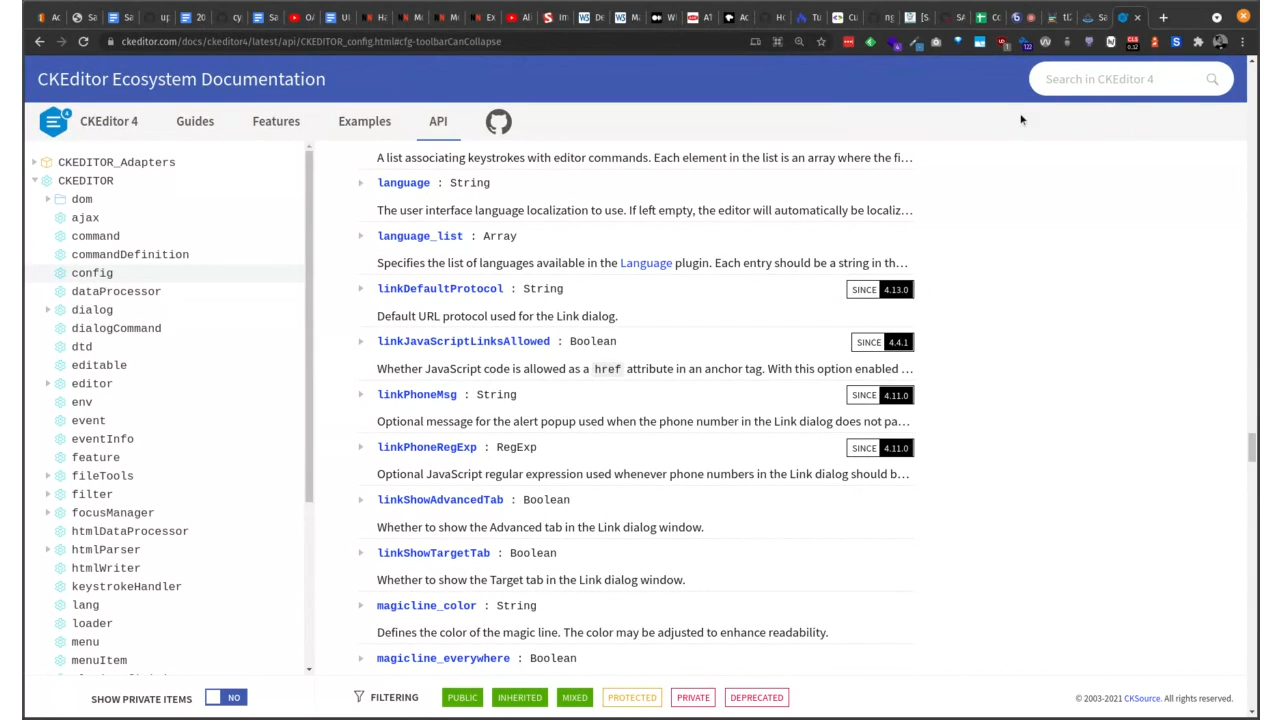 ckeditor.com/docs/ckeditor4/latest/api/CKEDITOR_config.html#cfg-toolbarCanCollapse
CKEditor Ecosystem Documentation
Search in CKEditor 4
CKEditor 4
Guides
Features
Examples
API
CKEDITOR_Adapters
CKEDITOR
dom
ajax
command
commandDefinition
config
dataProcessor
dialog
dialogCommand
dtd
editable
editor
env
event
eventInfo
feature
fileTools
filter
focusManager
htmlDataProcessor
htmlParser
htmlWriter
keystrokeHandler
lang
loader
menu
menuItem
SHOW PRIVATE ITEMS NO
A list associating keystrokes with editor commands. Each element in the list is an array where the fi...
language : String
The user interface language localization to use. If left empty, the editor will automatically be localiz...
language_list : Array
Specifies the list of languages available in the Language plugin. Each entry should be a string in th...
linkDefaultProtocol : String SINCE 4.13.0
Default URL protocol used for the Link dialog.
linkJavaScriptLinksAllowed : Boolean SINCE 4.4.1
Whether JavaScript code is allowed as a href attribute in an anchor tag. With this option enabled ...
linkPhoneMsg : String SINCE 4.11.0
Optional message for the alert popup used when the phone number in the Link dialog does not pa...
linkPhoneRegExp : RegExp SINCE 4.11.0
Optional JavaScript regular expression used whenever phone numbers in the Link dialog should b...
linkShowAdvancedTab : Boolean
Whether to show the Advanced tab in the Link dialog window.
linkShowTargetTab : Boolean
Whether to show the Target tab in the Link dialog window.
magicline_color : String
Defines the color of the magic line. The color may be adjusted to enhance readability.
magicline_everywhere : Boolean
FILTERING PUBLIC INHERITED MIXED PROTECTED PRIVATE DEPRECATED
© 2003-2021 CKSource. All rights reserved.